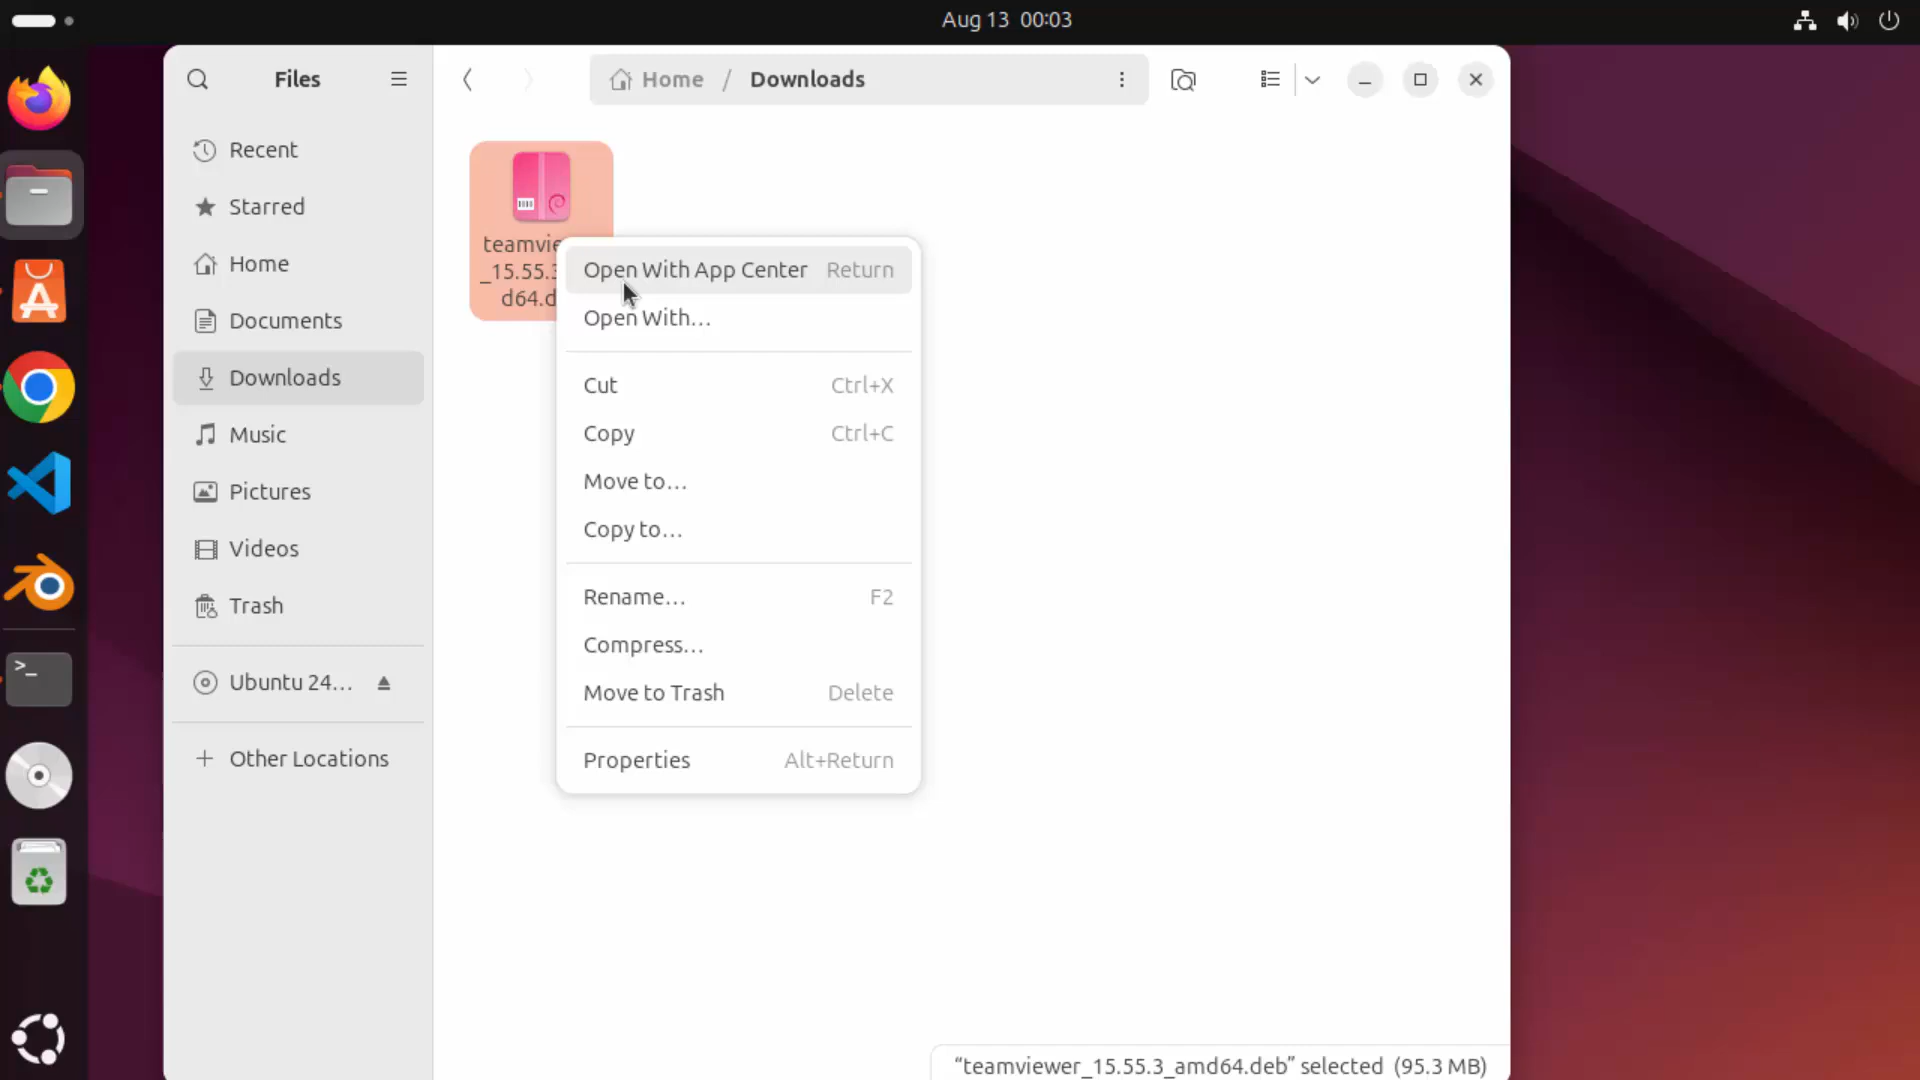 Aug 13 00:03
Files
Home / Downloads
Recent
Starred
Home
Documents
Downloads
Music
Pictures
Videos
Trash
Ubuntu 24...
+ Other Locations
teamvie
_15.55.3
d64.d
Open With App Center Return
Open With...
Cut Ctrl+X
Copy Ctrl+C
Move to...
Copy to...
Rename... F2
Compress...
Move to Trash Delete
Properties Alt+Return
“teamviewer_15.55.3_amd64.deb” selected (95.3 MB)